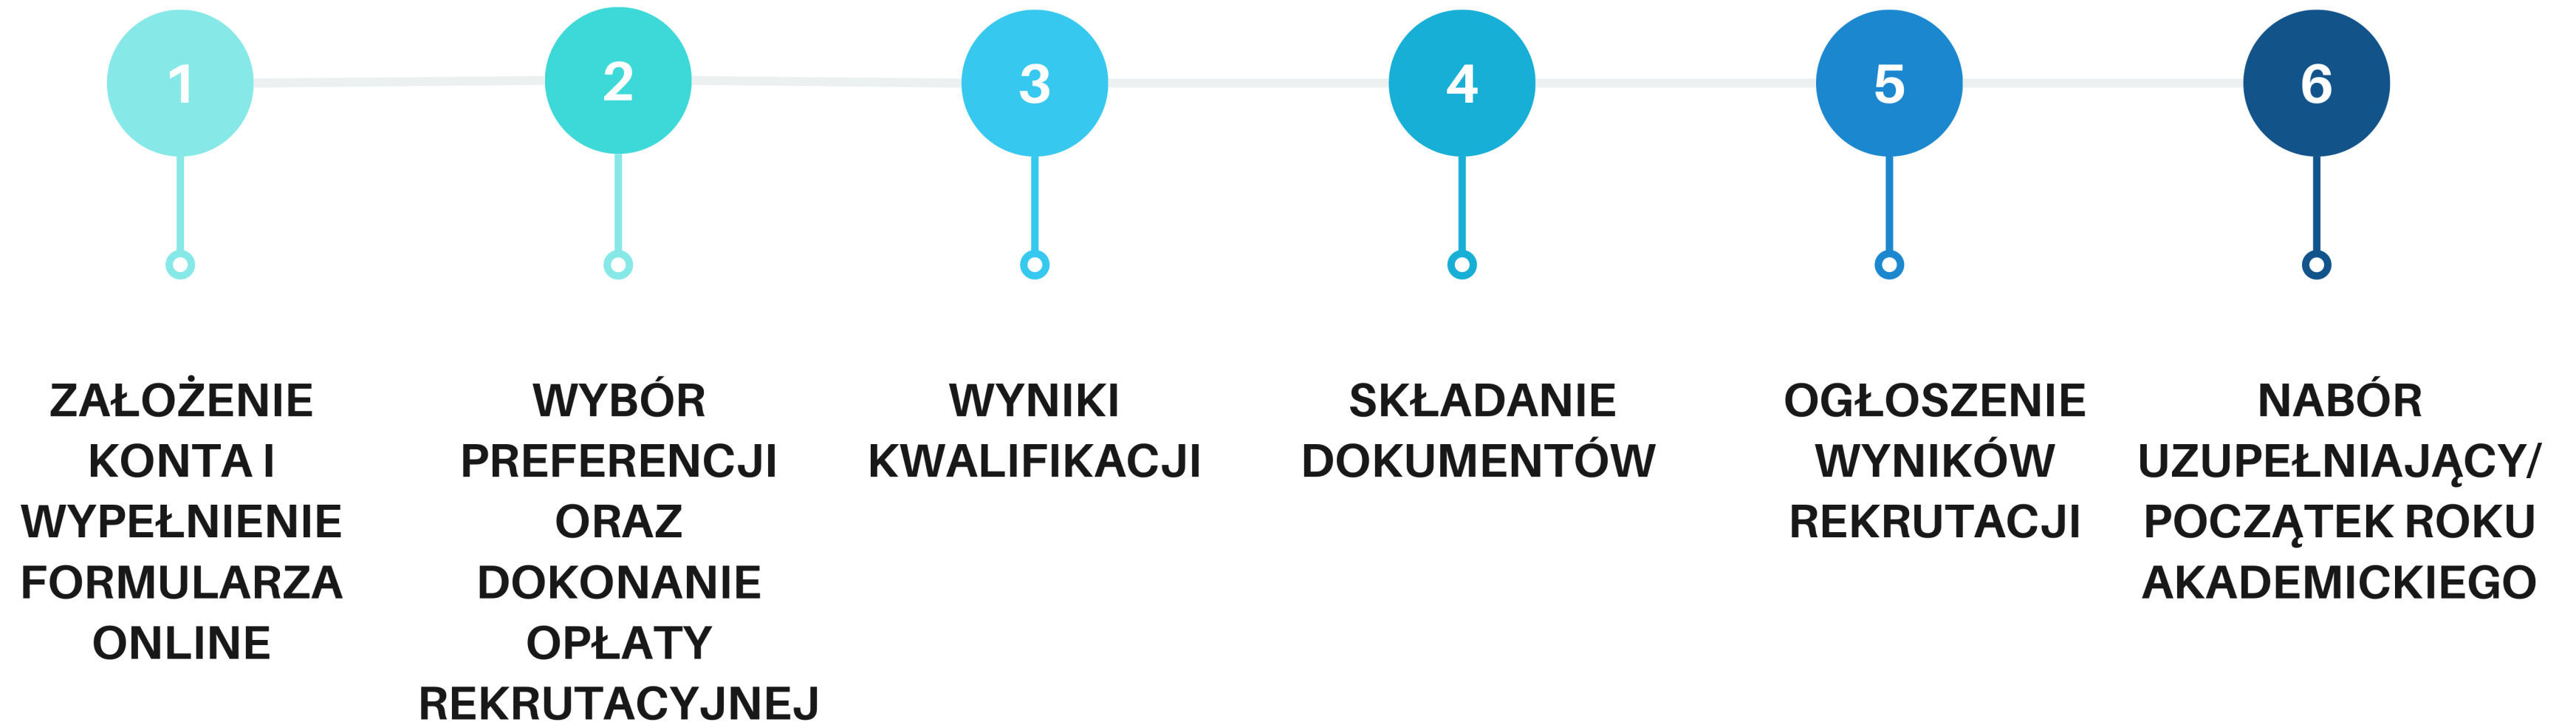 1
2
3
4
5
6
ZAŁOŻENIE
KONTA I
WYPEŁNIENIE
FORMULARZA
ONLINE
WYBÓR
PREFERENCJI
ORAZ
DOKONANIE
OPŁATY
REKRUTACYJNEJ
WYNIKI
KWALIFIKACJI
SKŁADANIE
DOKUMENTÓW
OGŁOSZENIE
WYNIKÓW
REKRUTACJI
NABÓR
UZUPEŁNIAJĄCY/
POCZĄTEK ROKU
AKADEMICKIEGO